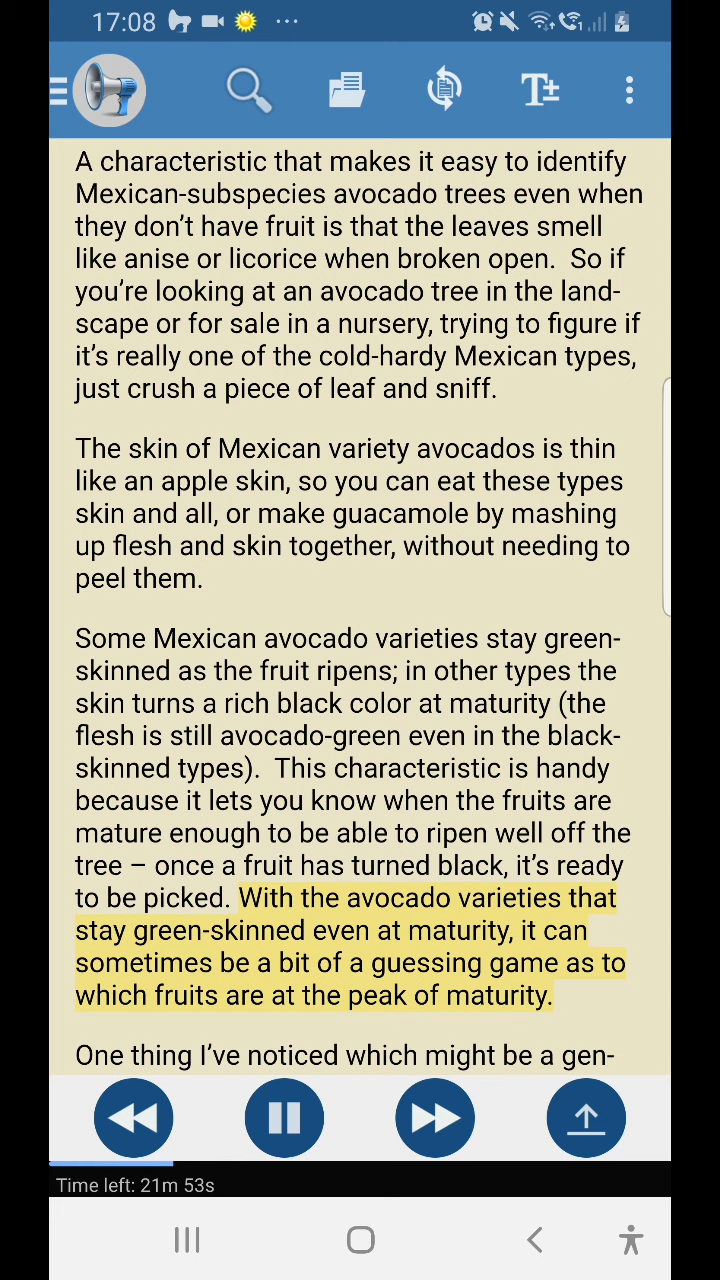 17:08
T±
A characteristic that makes it easy to identify
Mexican-subspecies avocado trees even when
they don’t have fruit is that the leaves smell
like anise or licorice when broken open.  So if
you’re looking at an avocado tree in the land-
scape or for sale in a nursery, trying to figure if
it’s really one of the cold-hardy Mexican types,
just crush a piece of leaf and sniff.
The skin of Mexican variety avocados is thin
like an apple skin, so you can eat these types
skin and all, or make guacamole by mashing
up flesh and skin together, without needing to
peel them.
Some Mexican avocado varieties stay green-
skinned as the fruit ripens; in other types the
skin turns a rich black color at maturity (the
flesh is still avocado-green even in the black-
skinned types).  This characteristic is handy
because it lets you know when the fruits are
mature enough to be able to ripen well off the
tree – once a fruit has turned black, it’s ready
to be picked. With the avocado varieties that
stay green-skinned even at maturity, it can
sometimes be a bit of a guessing game as to
which fruits are at the peak of maturity.
One thing I’ve noticed which might be a gen-
Time left: 21m 53s